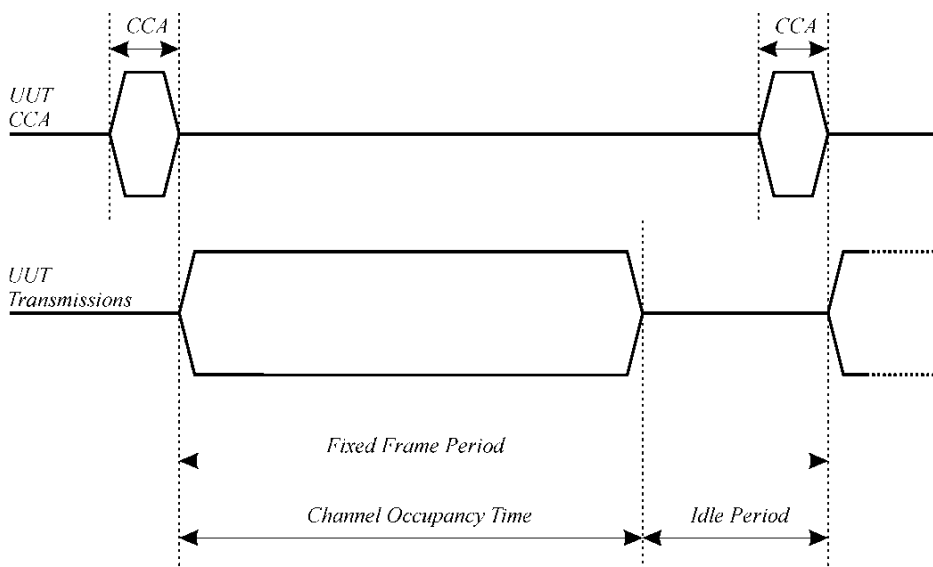 CCA
CCA
UUT
CCA
UUT
Transmissions
Fixed Frame Period
Channel Occupancy Time
Idle Period